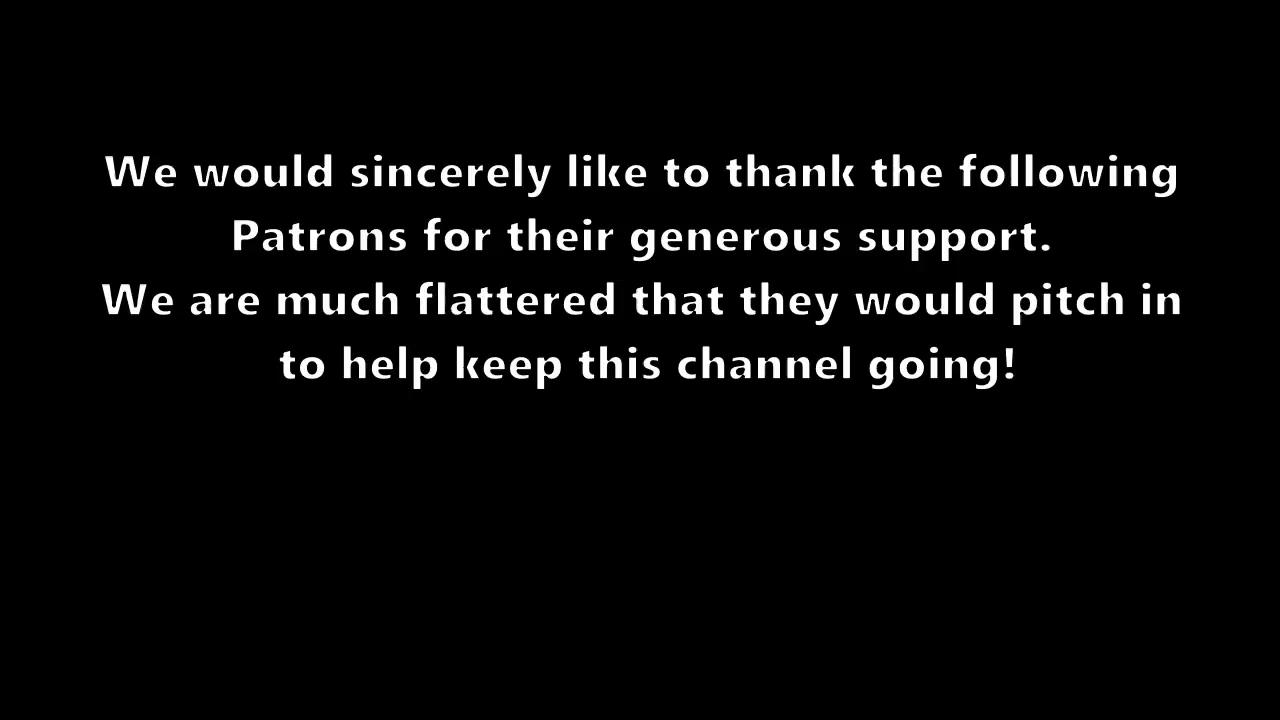 We would sincerely like to thank the following
Patrons for their generous support.
We are much flattered that they would pitch in
to help keep this channel going!